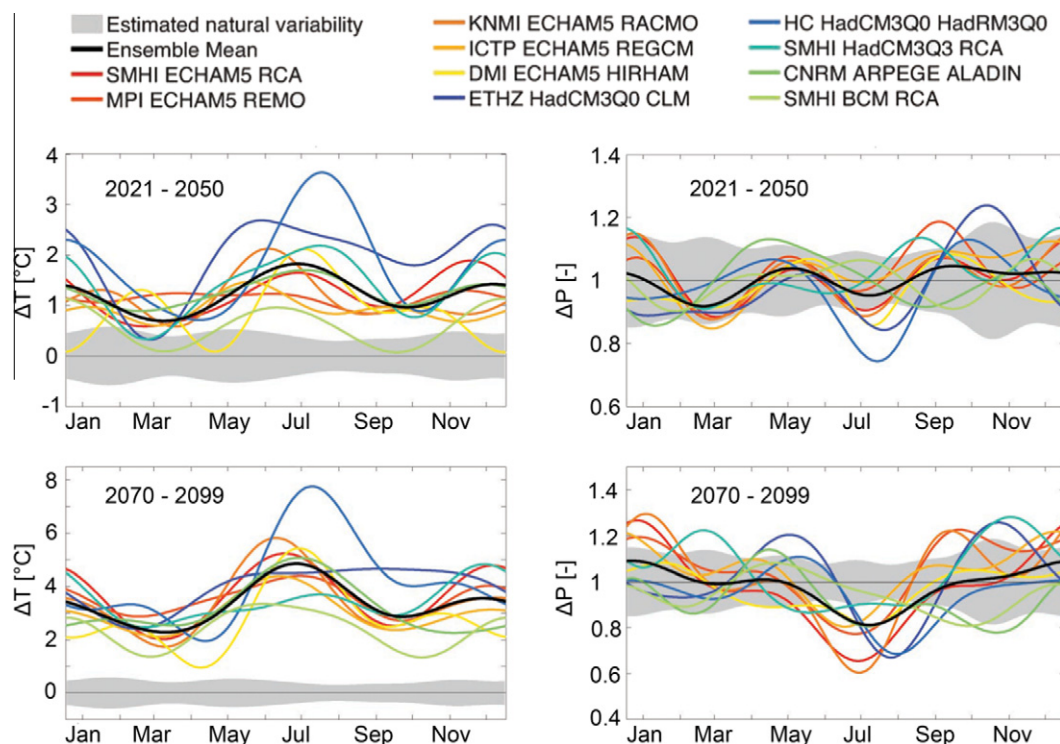 Estimated natural variability
Ensemble Mean
SMHI ECHAM5 RCA
MPI ECHAM5 REMO
KNMI ECHAM5 RACMO
ICTP ECHAM5 REGCM
DMI ECHAM5 HIRHAM
ETHZ HadCM3Q0 CLM
HC HadCM3Q0 HadRM3Q0
SMHI HadCM3Q3 RCA
CNRM ARPEGE ALADIN
SMHI BCM RCA
2021 - 2050
ΔT [°C]
4
3
2
1
0
-1
Jan Mar May Jul Sep Nov
2021 - 2050
ΔP [-]
1.4
1.2
1
0.8
0.6
Jan Mar May Jul Sep Nov
2070 - 2099
ΔT [°C]
8
6
4
2
0
Jan Mar May Jul Sep Nov
2070 - 2099
ΔP [-]
1.4
1.2
1
0.8
0.6
0.4
Jan Mar May Jul Sep Nov